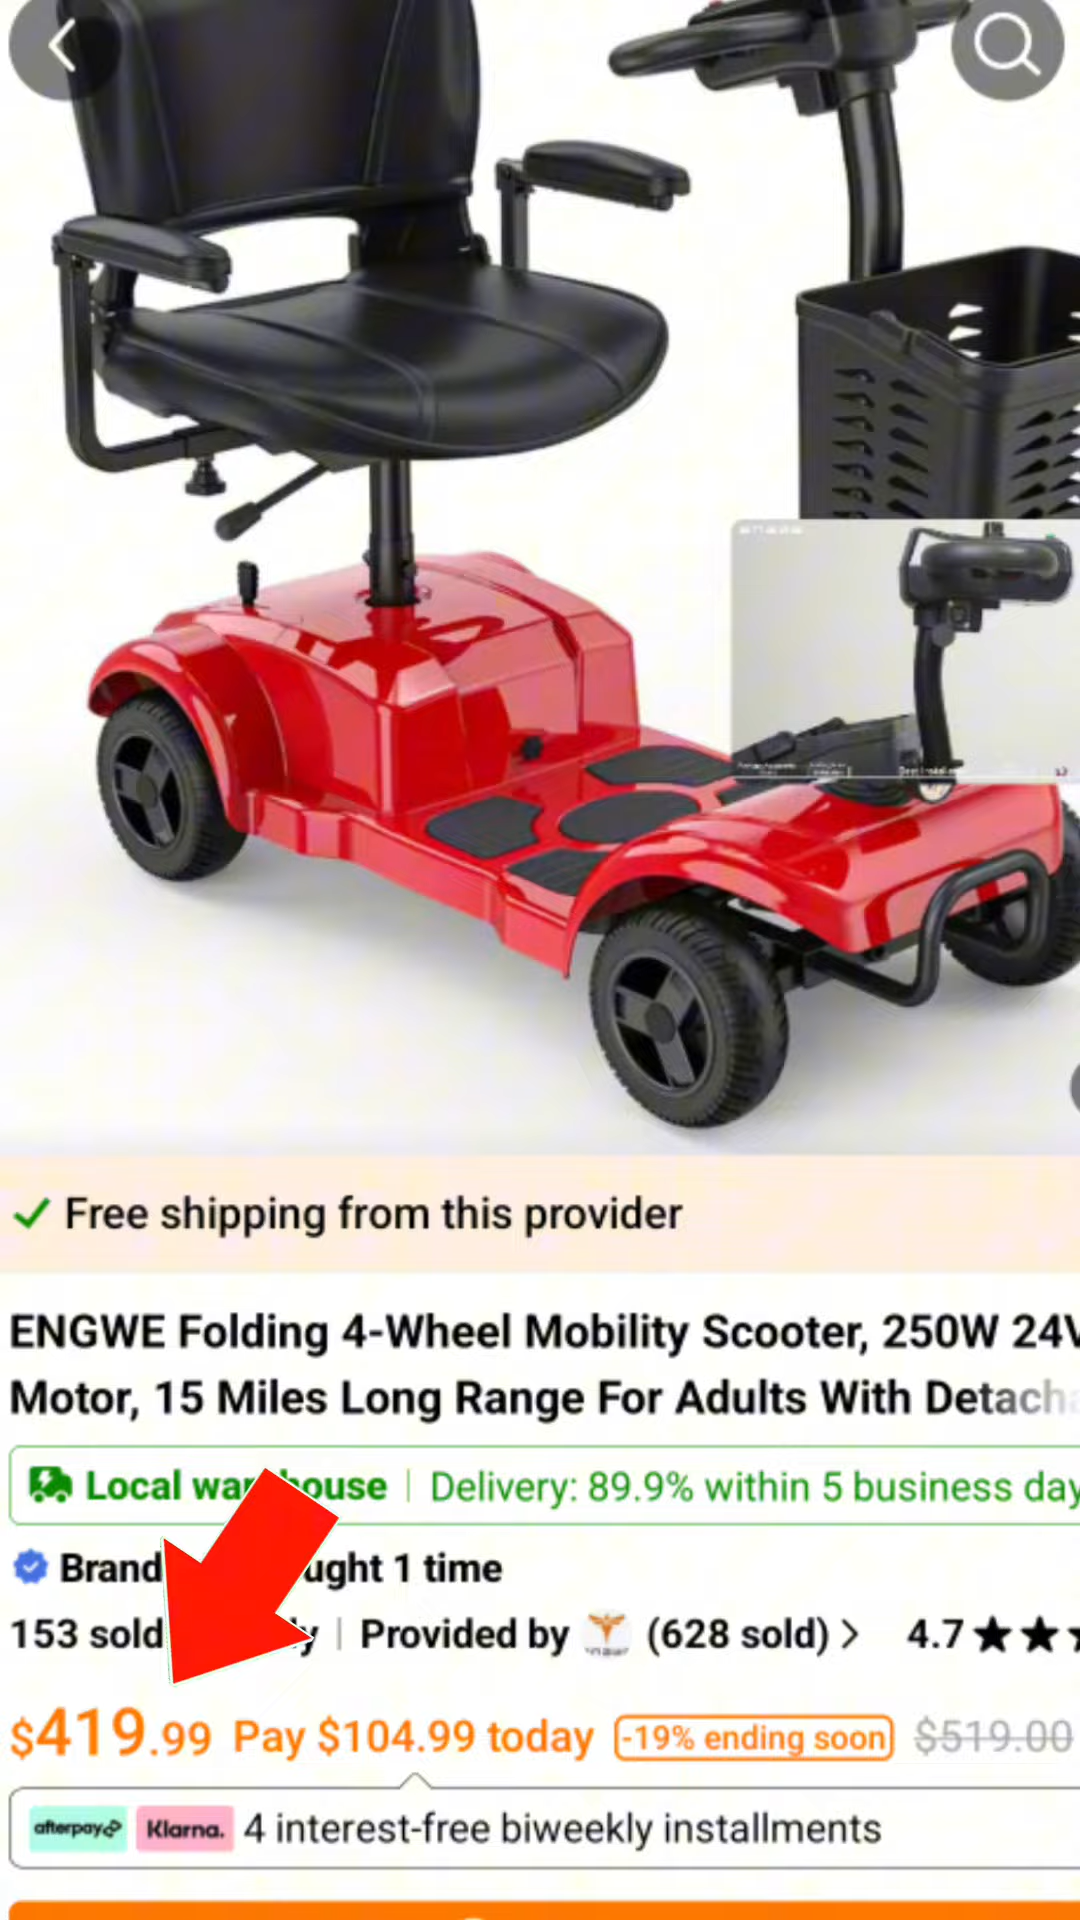 Free shipping from this provider
ENGWE Folding 4-Wheel Mobility Scooter, 250W 24V
Motor, 15 Miles Long Range For Adults With Detach
Local warehouse | Delivery: 89.9% within 5 business day
Brand ught 1 time
153 sold y | Provided by (628 sold) >
4.7 ★★
$419.99 Pay $104.99 today -19% ending soon $519.00
afterpay Klarna. 4 interest-free biweekly installments